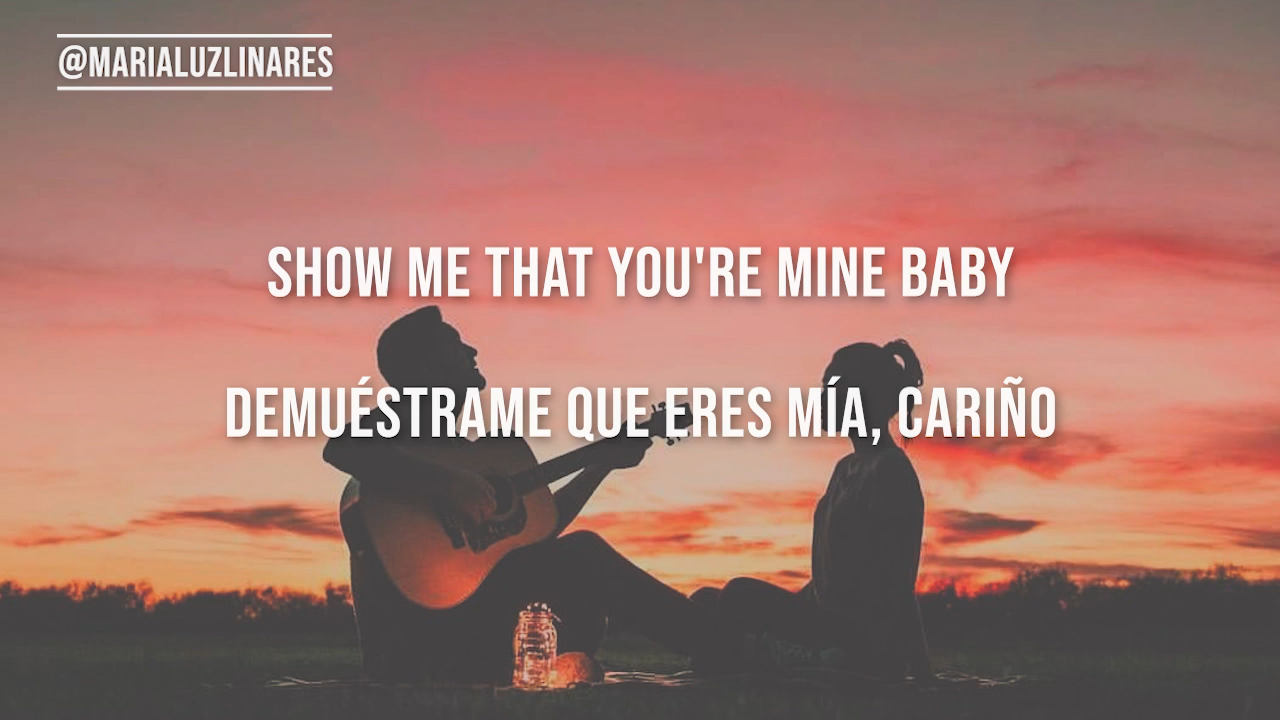 @MARIALUZLINARES
SHOW ME THAT YOU'RE MINE BABY
DEMUÉSTRAME QUE ERES MÍA, CARIÑO